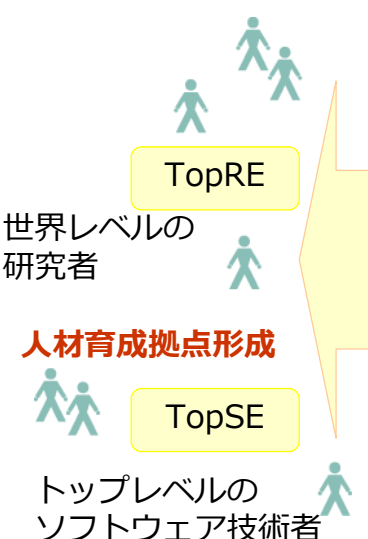 TopRE
世界レベルの
研究者
人材育成拠点形成
TopSE
トップレベルの
ソフトウェア技術者